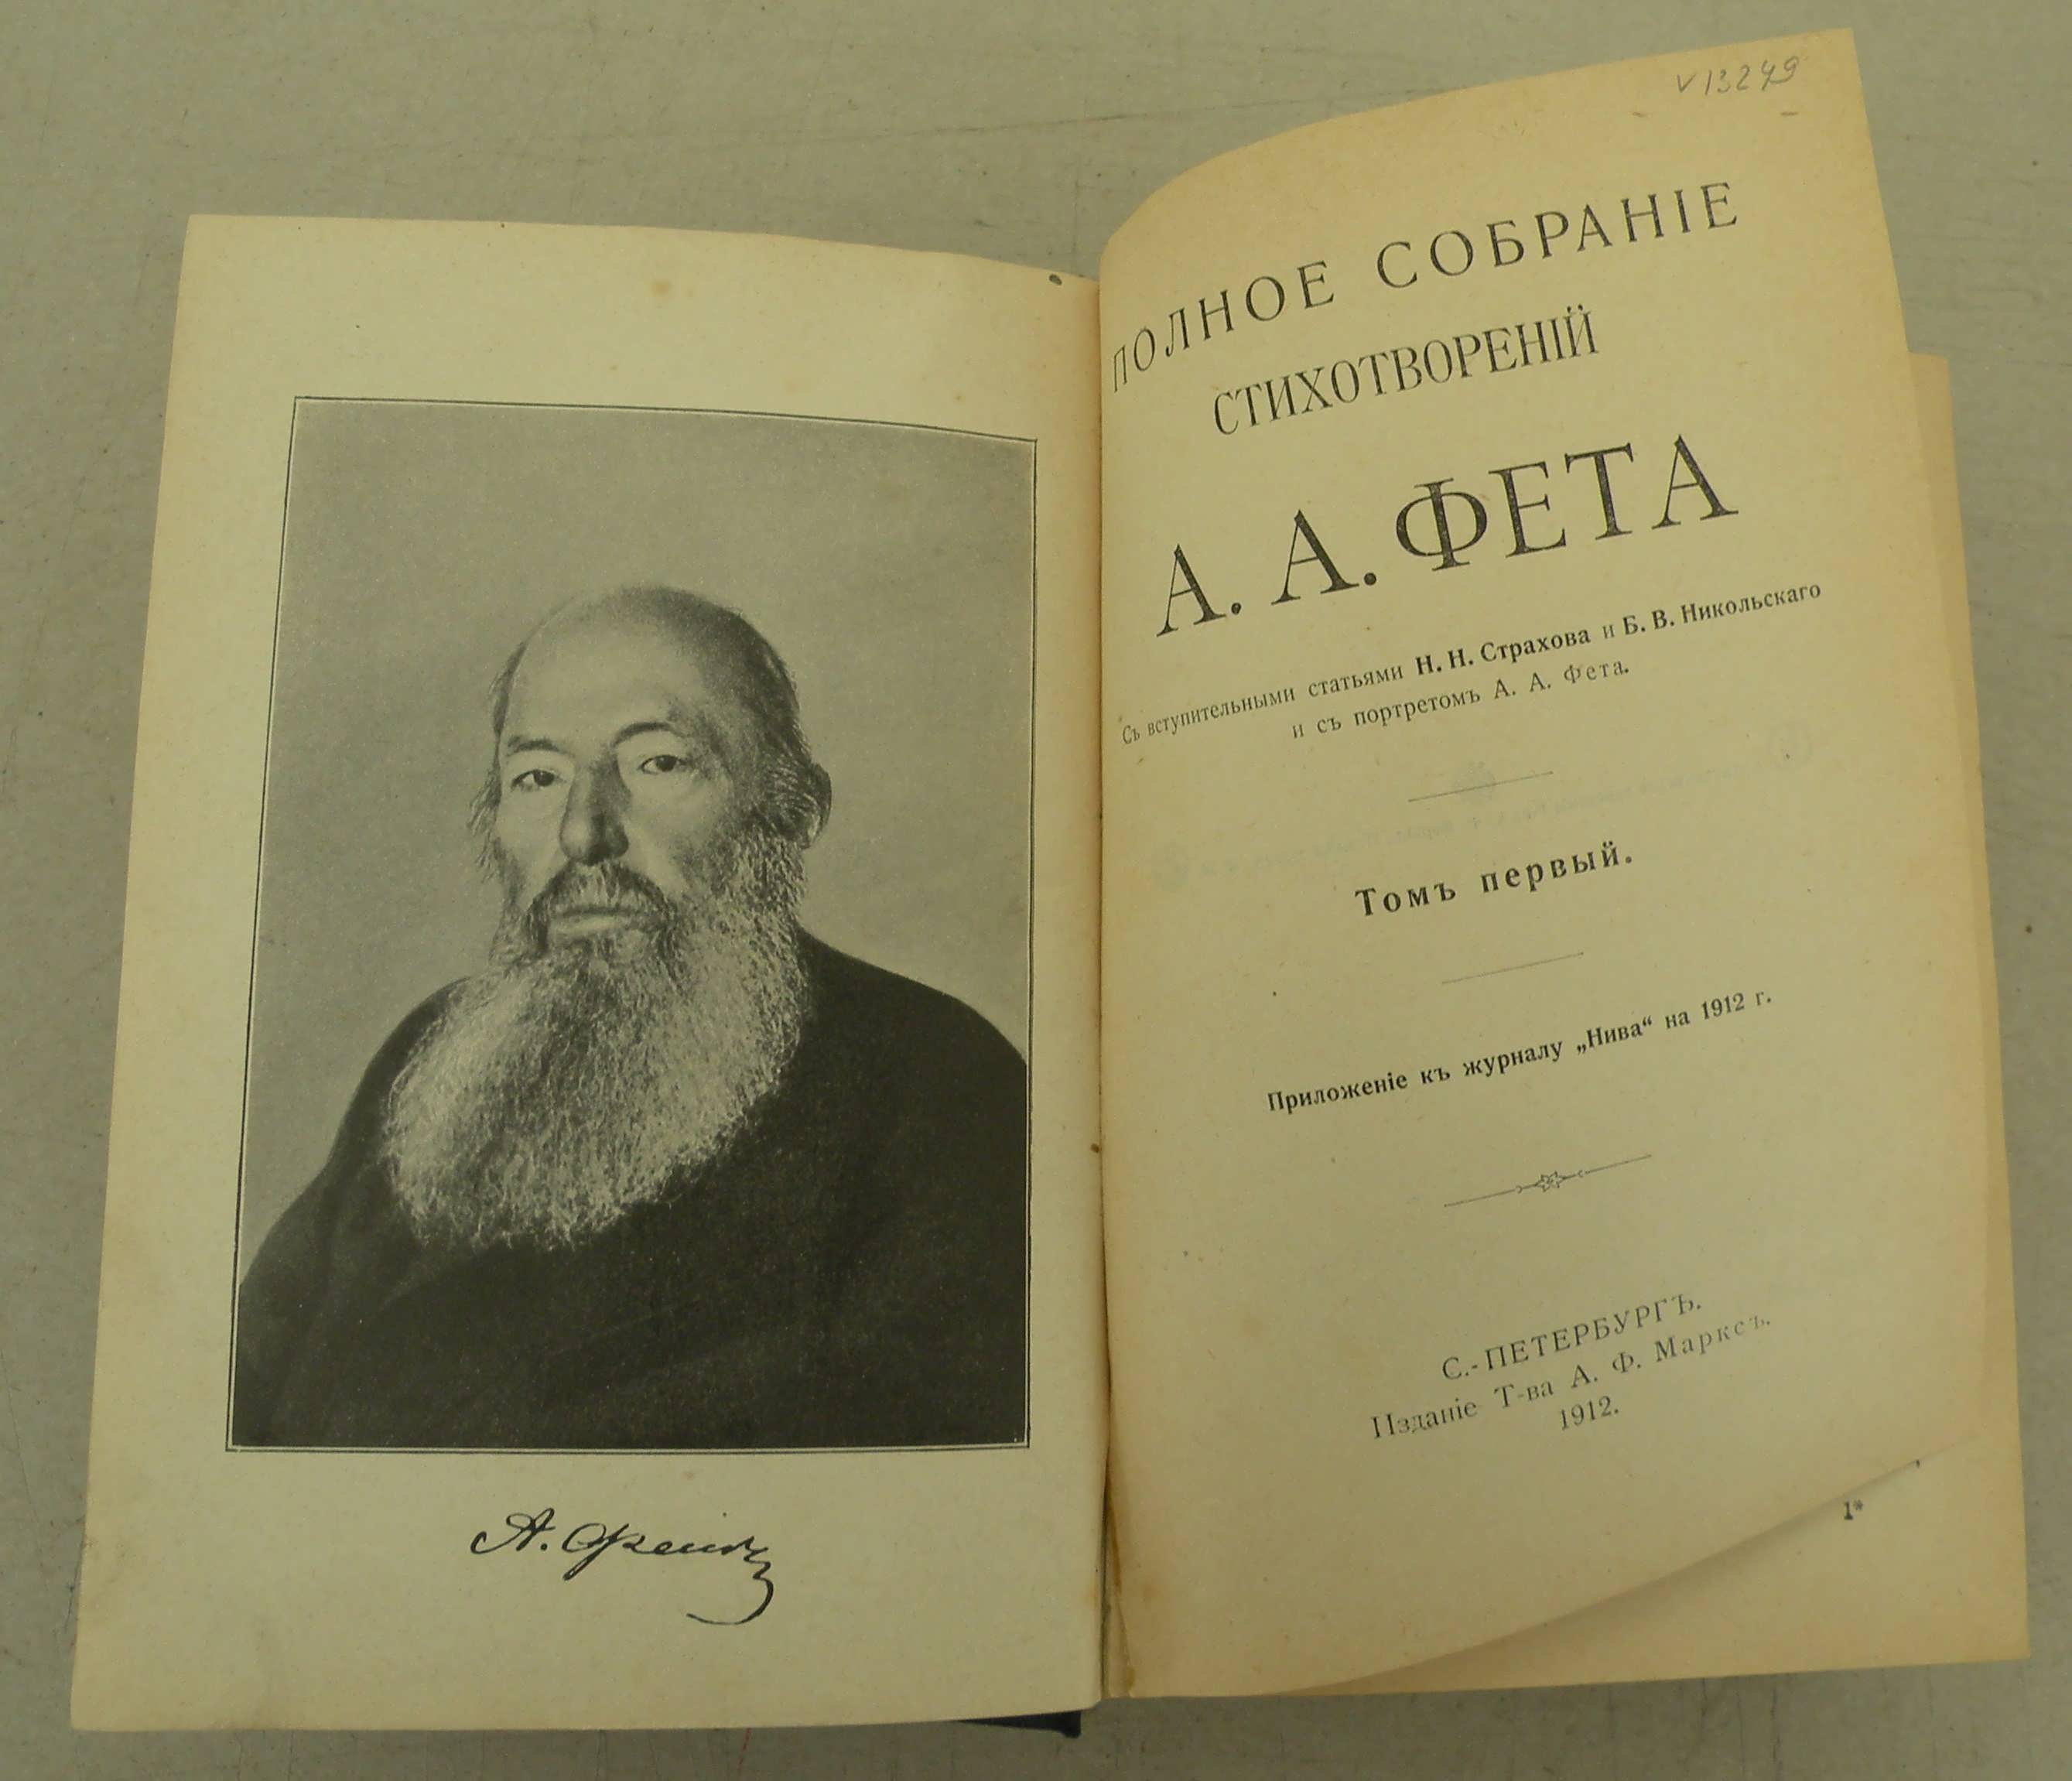 А. Фетъ
V 13249
ПОЛНОЕ СОБРАНІЕ
СТИХОТВОРЕНІЙ
А. А. ФЕТА
Съ вступительными статьями Н. Н. Страхова и Б. В. Никольскаго
и съ портретомъ А. А. Фета.
Томъ первый.
Приложеніе къ журналу „Нива“ на 1912 г.
С.-ПЕТЕРБУРГЪ.
Изданіе Т-ва А. Ф. Марксъ.
1912.
1*